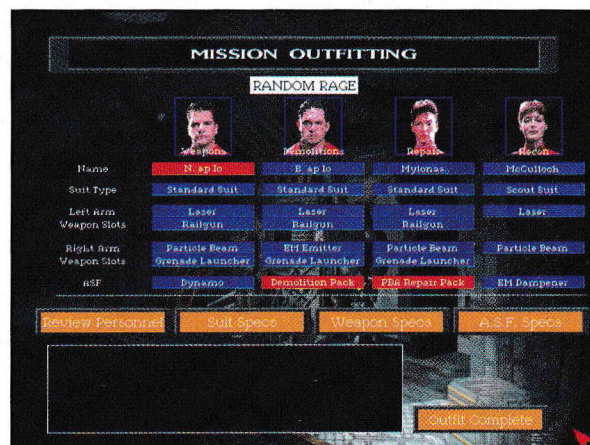 MISSION OUTFITTING
RANDOM RAGE
Weapons Demolitions Repair Recon
Name N. ap Io B. ap Io Mylonas McCulloch
Suit Type Standard Suit Standard Suit Standard Suit Scout Suit
Left Arm Laser Laser Laser Laser
Weapon Slots Railgun Railgun Railgun
Right Arm Particle Beam EM Emitter Particle Beam Particle Beam
Weapon Slots Grenade Launcher Grenade Launcher Grenade Launcher
ASF Dynamo Demolition Pack PBA Repair Pack EM Dampener
Review Personnel Suit Specs Weapon Specs A.S.F. Specs
Outfit Complete